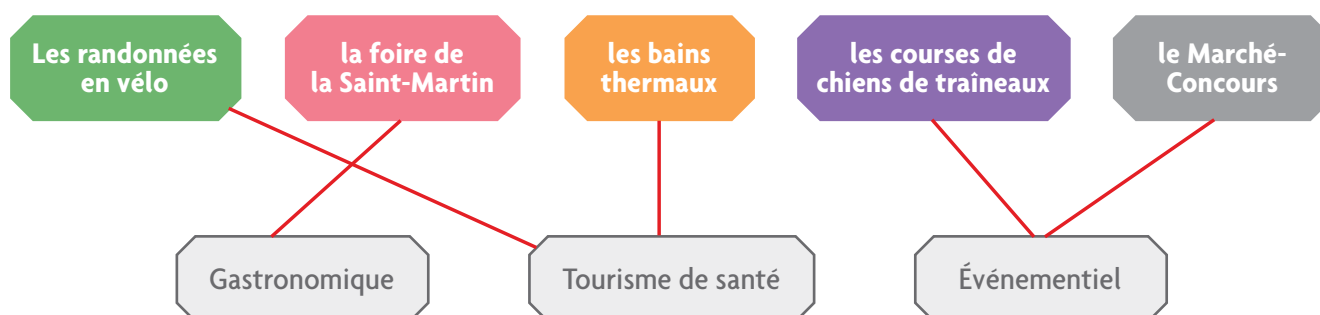 Les randonnées
en vélo
la foire de
la Saint-Martin
les bains
thermaux
les courses de
chiens de traîneaux
le Marché-
Concours
Gastronomique
Tourisme de santé
Événementiel